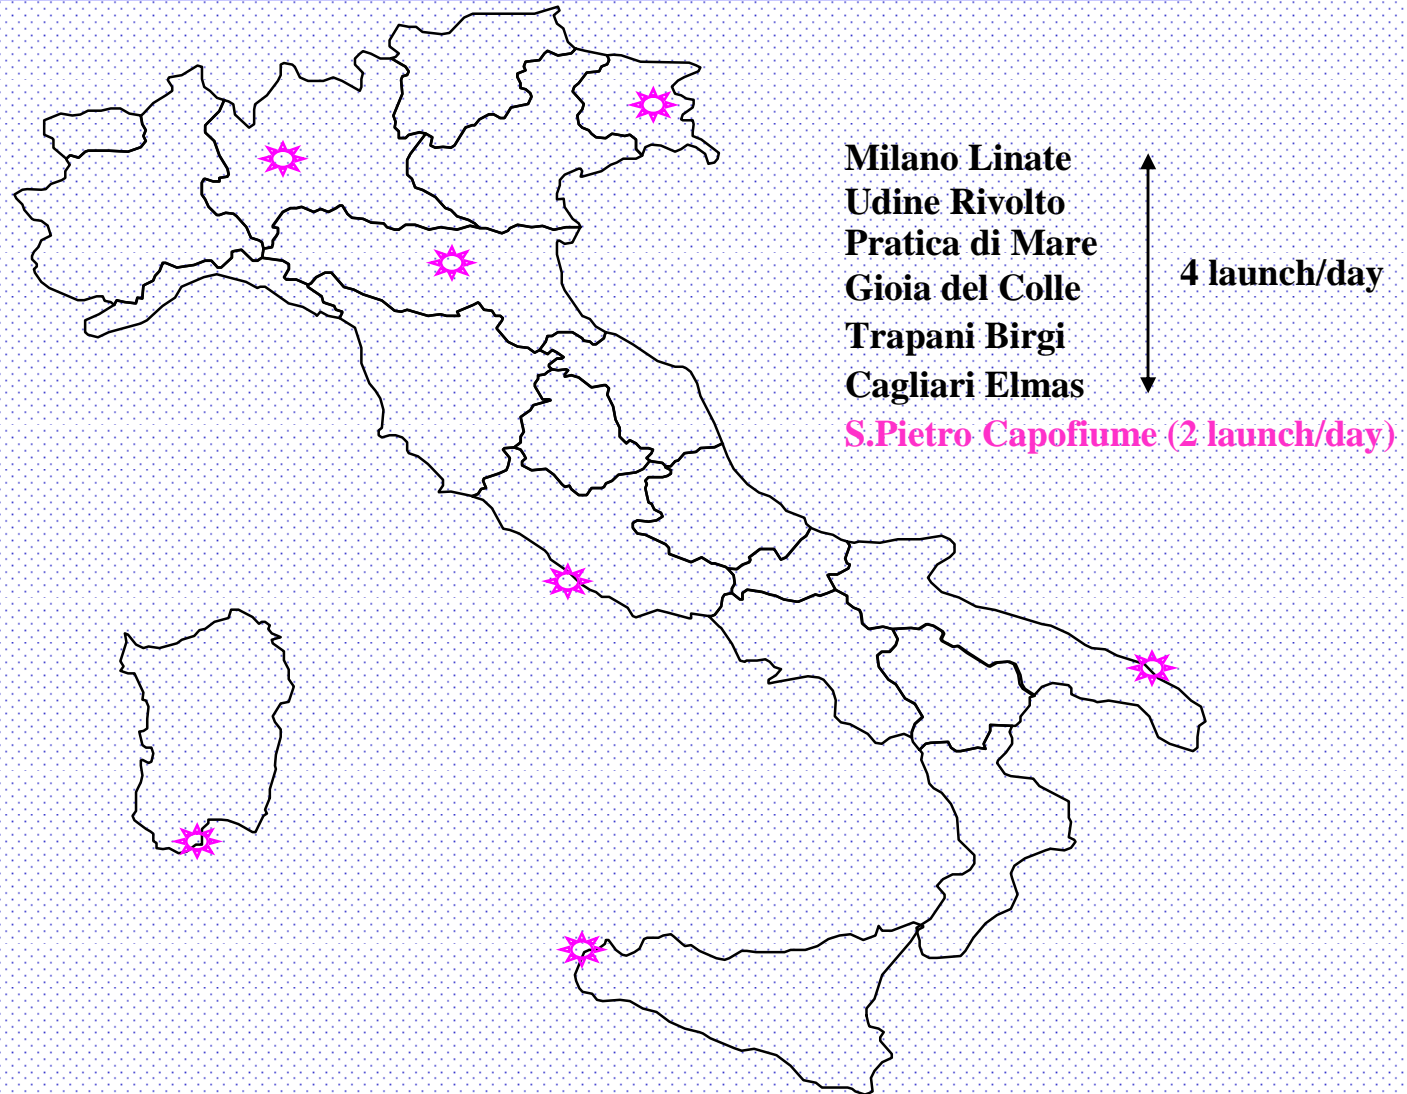 Milano Linate
Udine Rivolto
Pratica di Mare
Gioia del Colle
Trapani Birgi
Cagliari Elmas
S.Pietro Capofiume (2 launch/day)
4 launch/day